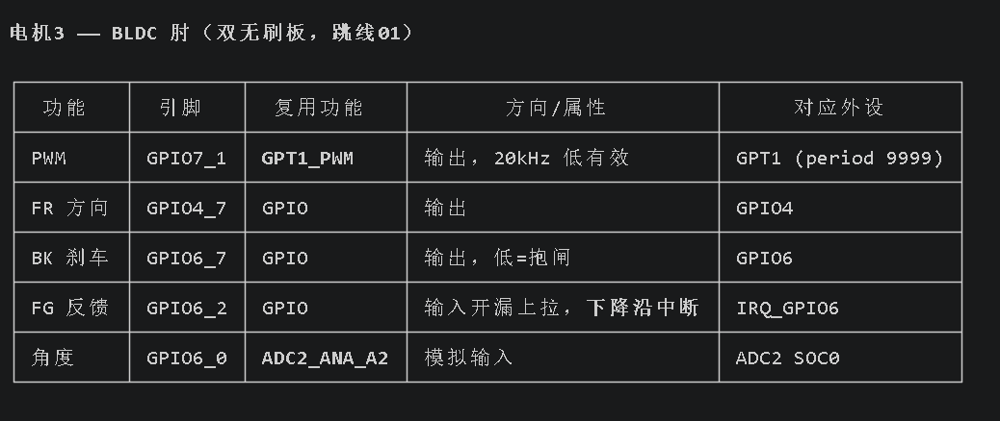 电机3 —— BLDC 肘（双无刷板，跳线01）
功能 引脚 复用功能 方向/属性 对应外设
PWM GPIO7_1 GPT1_PWM 输出，20kHz 低有效 GPT1 (period 9999)
FR 方向 GPIO4_7 GPIO 输出 GPIO4
BK 刹车 GPIO6_7 GPIO 输出，低=抱闸 GPIO6
FG 反馈 GPIO6_2 GPIO 输入开漏上拉，下降沿中断 IRQ_GPIO6
角度 GPIO6_0 ADC2_ANA_A2 模拟输入 ADC2 SOC0